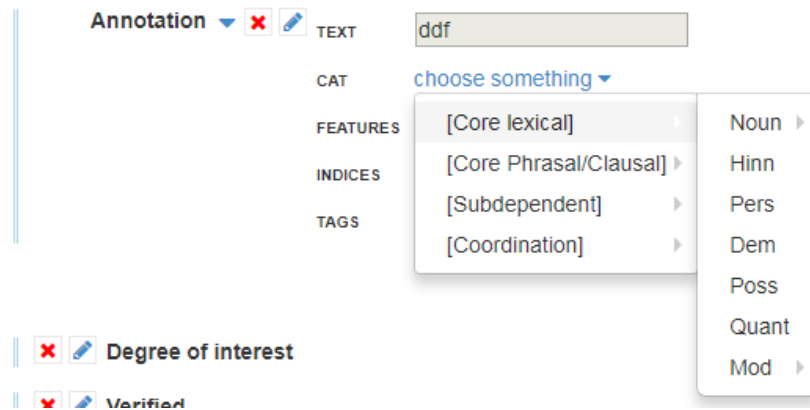 Annotation
TEXT ddf
CAT choose something
FEATURES
INDICES
TAGS
[Core lexical]
[Core Phrasal/Clausal]
[Subdependent]
[Coordination]
Noun
Hinn
Pers
Dem
Poss
Quant
Mod
Degree of interest
Verified